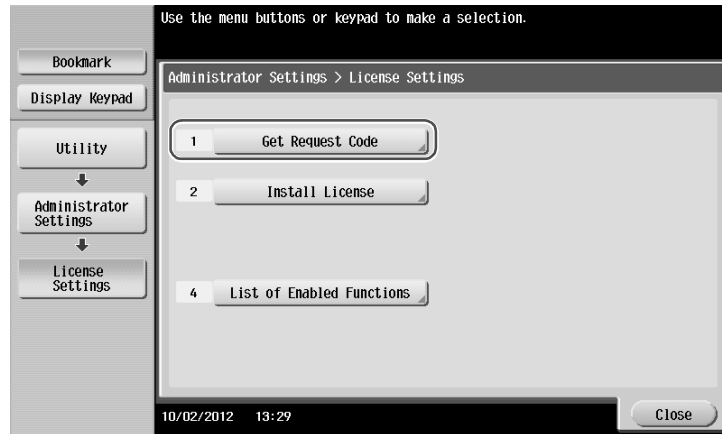 Use the menu buttons or keypad to make a selection.
Bookmark
Display Keypad
Utility
Administrator
Settings
License
Settings
Administrator Settings > License Settings
1 Get Request Code
2 Install License
4 List of Enabled Functions
10/02/2012 13:29
Close